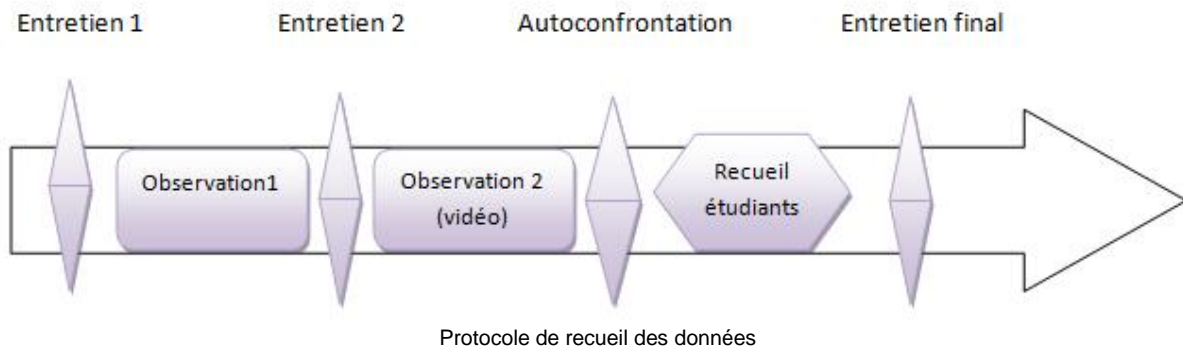 Entretien 1 Entretien 2 Autoconfrontation Entretien final
Observation1
Observation 2
(vidéo)
Recueil
étudiants
Protocole de recueil des données